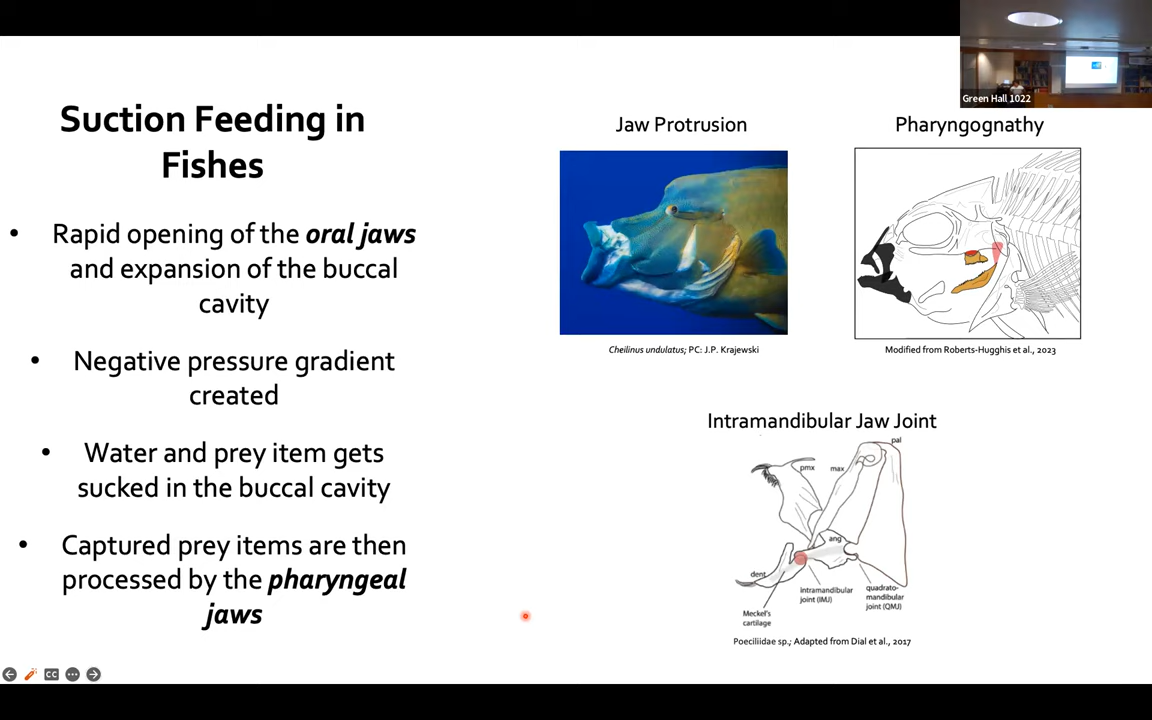 Green Hall 1022
Suction Feeding in
Fishes
• Rapid opening of the oral jaws
and expansion of the buccal
cavity
• Negative pressure gradient
created
• Water and prey item gets
sucked in the buccal cavity
• Captured prey items are then
processed by the pharyngeal
jaws
Jaw Protrusion
Cheilinus undulatus; PC: J.P. Krajewski
Pharyngognathy
Modified from Roberts-Hugghis et al., 2023
Intramandibular Jaw Joint
pal
pmx
max
ang
dent
intramandibular
joint (IMJ)
quadrato-
mandibular
joint (QMJ)
Meckel's
cartilage
Poeciliidae sp.; Adapted from Dial et al., 2017
CC